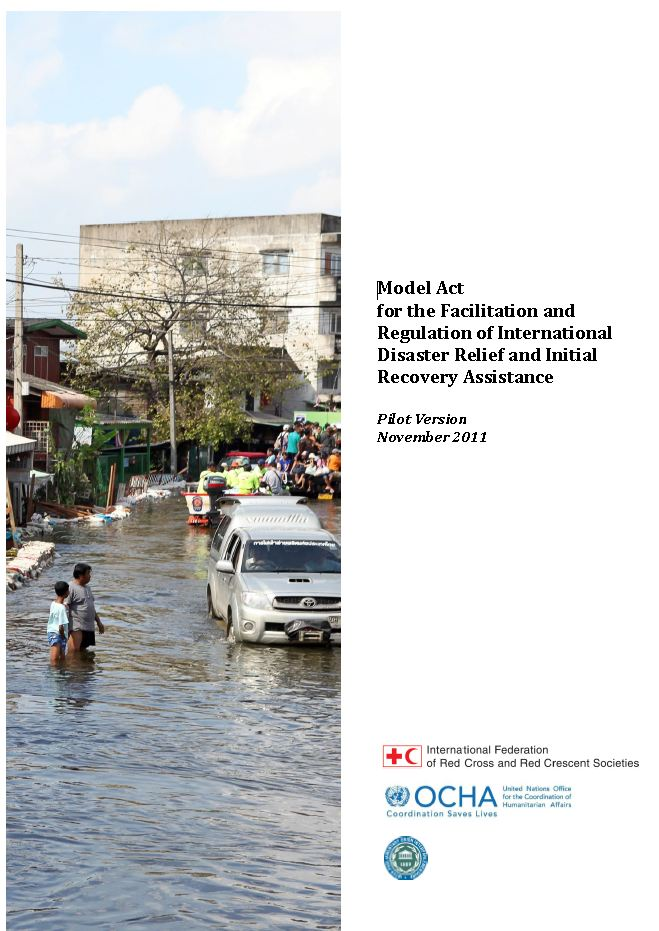 Model Act
for the Facilitation and
Regulation of International
Disaster Relief and Initial
Recovery Assistance
Pilot Version
November 2011
International Federation
of Red Cross and Red Crescent Societies
OCHA
United Nations Office
for the Coordination of
Humanitarian Affairs
Coordination Saves Lives